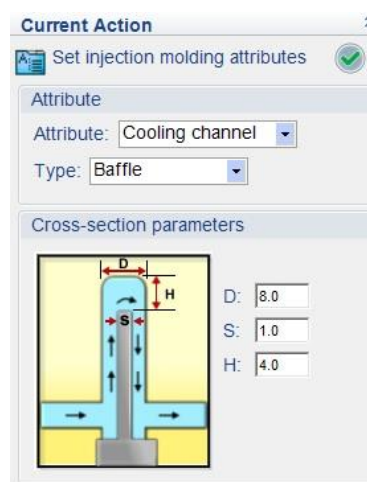 Current Action
Set injection molding attributes
Attribute
Attribute: Cooling channel
Type: Baffle
Cross-section parameters
D
H
S
D: 8.0
S: 1.0
H: 4.0